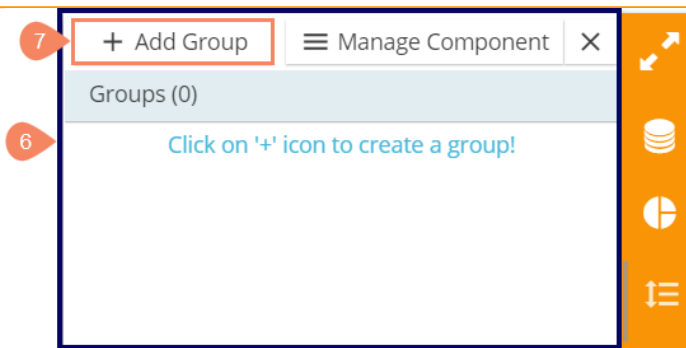 7
+ Add Group
Manage Component
Groups (0)
6
Click on '+' icon to create a group!